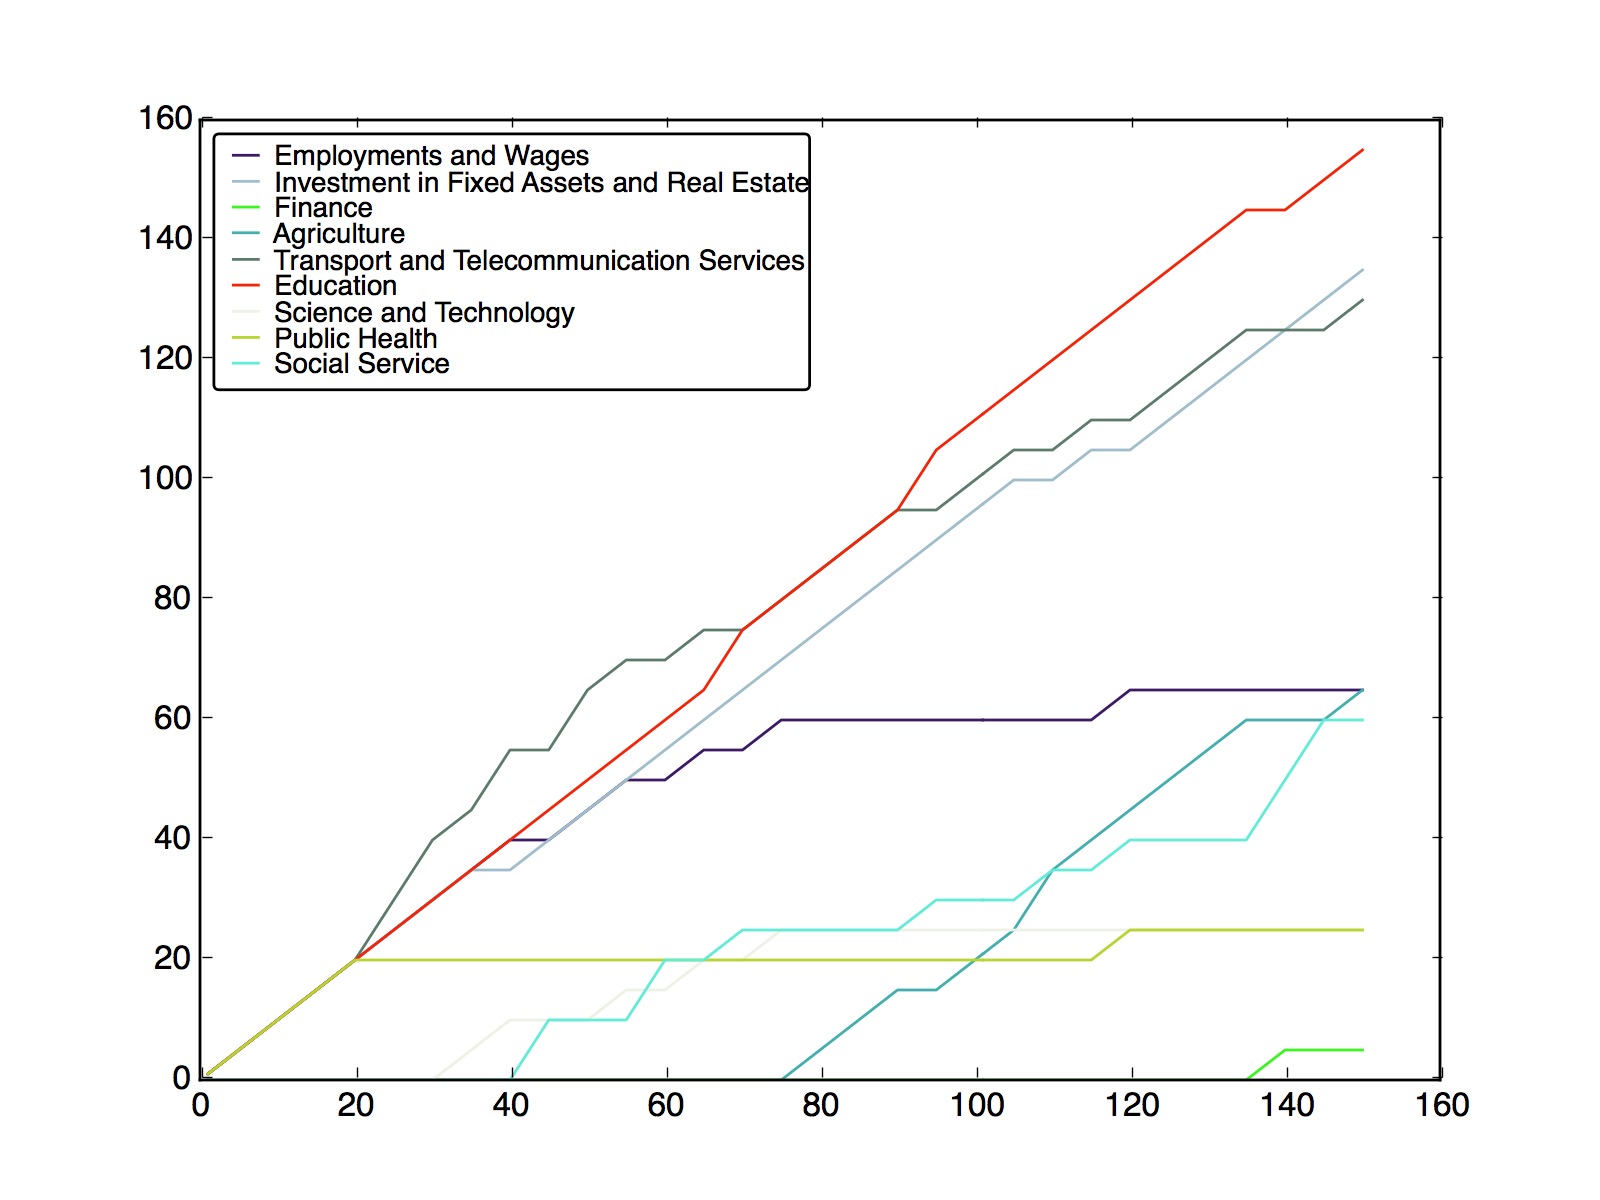 160
140
120
100
80
60
40
20
0
Employments and Wages
Investment in Fixed Assets and Real Estate
Finance
Agriculture
Transport and Telecommunication Services
Education
Science and Technology
Public Health
Social Service
0 20 40 60 80 100 120 140 160